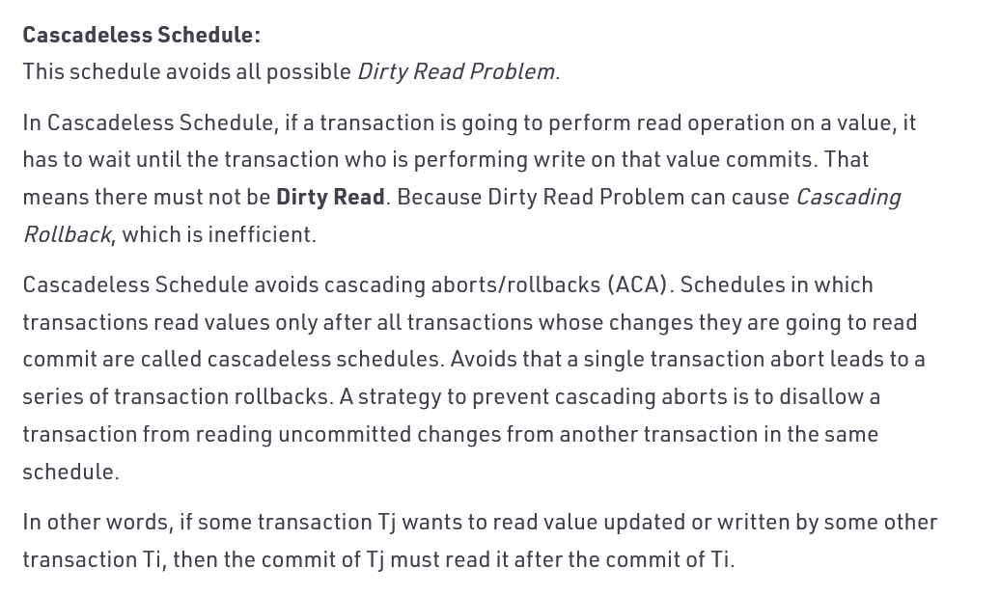 Cascadeless Schedule:
This schedule avoids all possible Dirty Read Problem.
In Cascadeless Schedule, if a transaction is going to perform read operation on a value, it
has to wait until the transaction who is performing write on that value commits. That
means there must not be Dirty Read. Because Dirty Read Problem can cause Cascading
Rollback, which is inefficient.
Cascadeless Schedule avoids cascading aborts/rollbacks (ACA). Schedules in which
transactions read values only after all transactions whose changes they are going to read
commit are called cascadeless schedules. Avoids that a single transaction abort leads to a
series of transaction rollbacks. A strategy to prevent cascading aborts is to disallow a
transaction from reading uncommitted changes from another transaction in the same
schedule.
In other words, if some transaction Tj wants to read value updated or written by some other
transaction Ti, then the commit of Tj must read it after the commit of Ti.